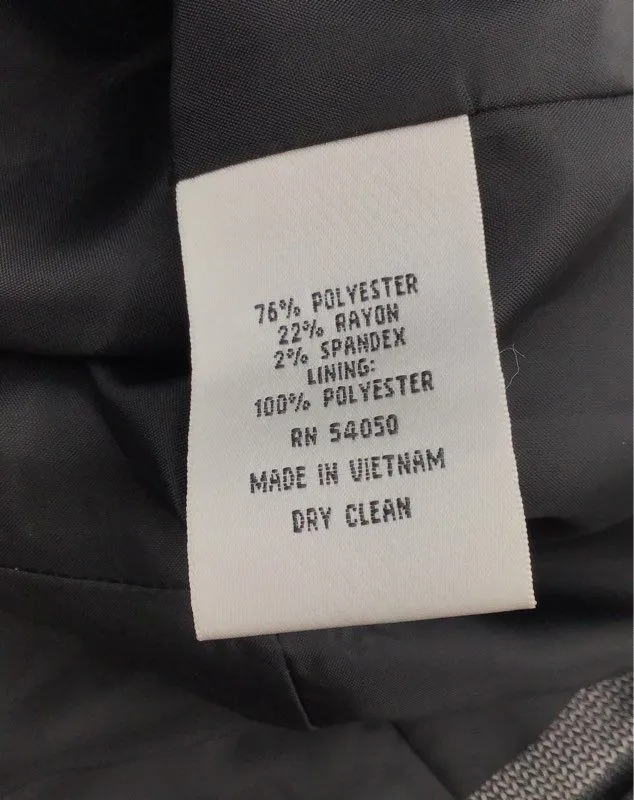 76% POLYESTER
22% RAYON
2% SPANDEX
LINING:
100% POLYESTER
RN 54050
MADE IN VIETNAM
DRY CLEAN